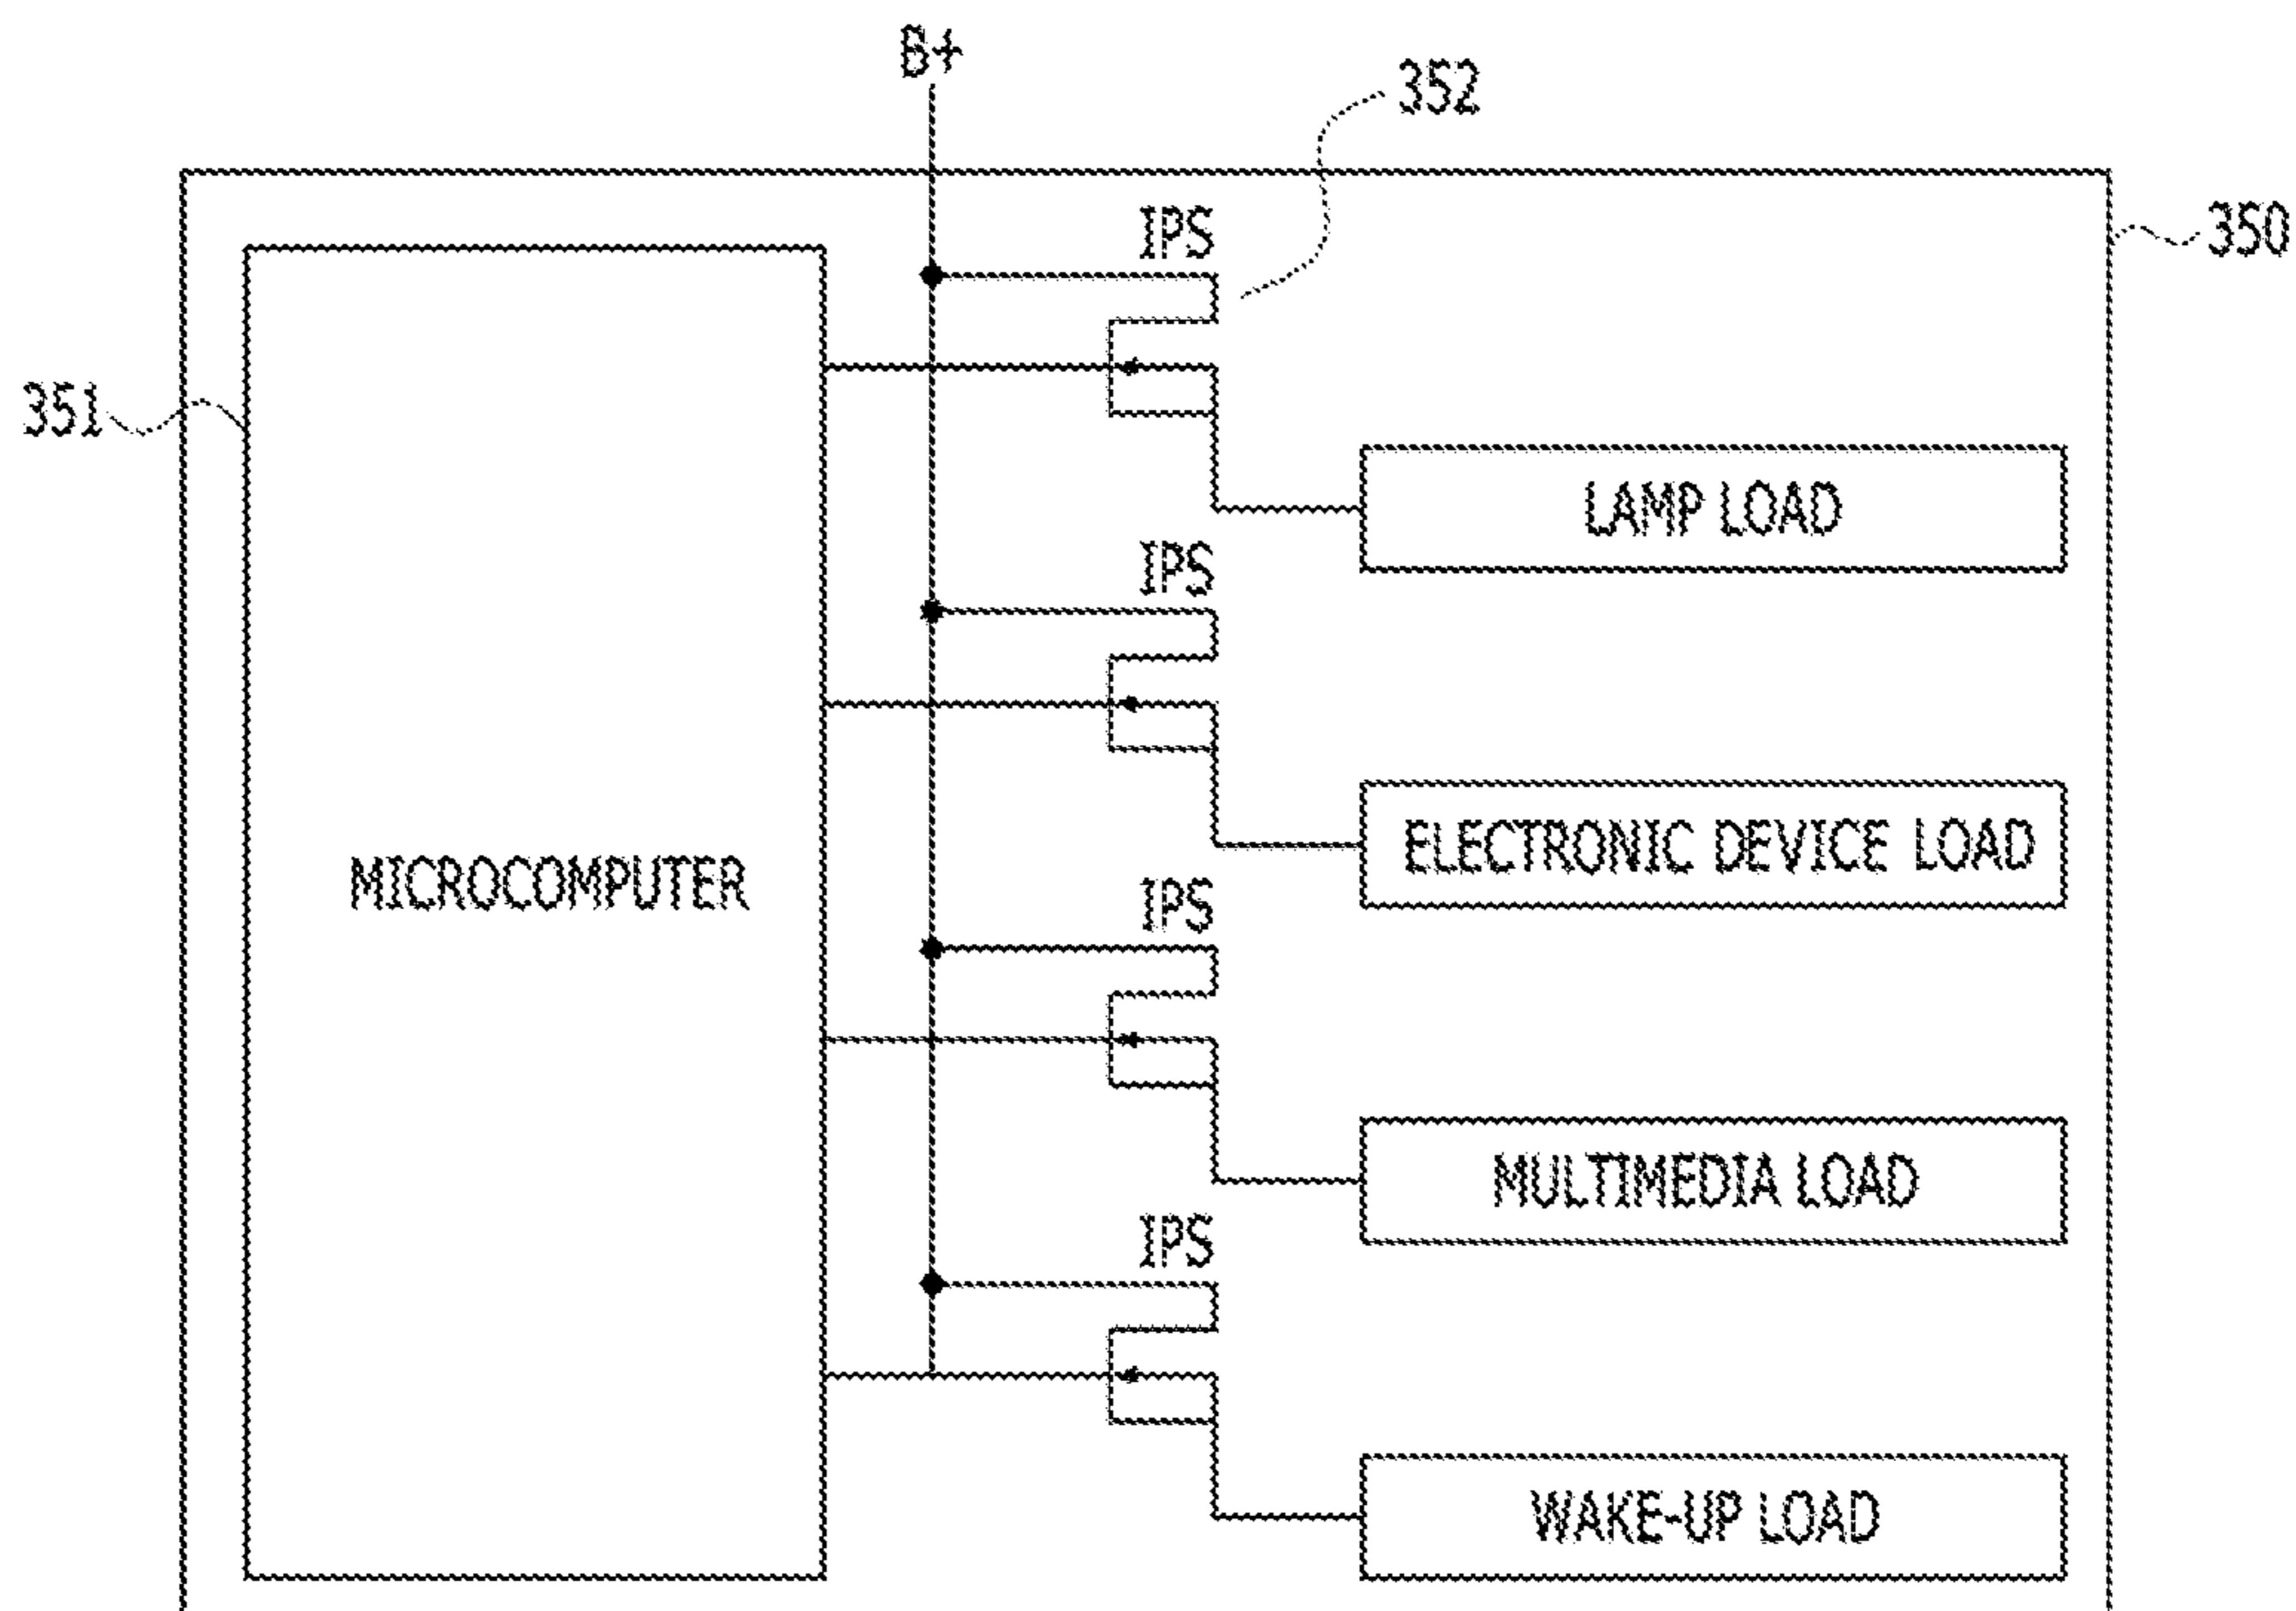 B+
352
350
IPS
351
LAMP LOAD
IPS
ELECTRONIC DEVICE LOAD
MICROCOMPUTER
IPS
MULTIMEDIA LOAD
IPS
WAKE-UP LOAD